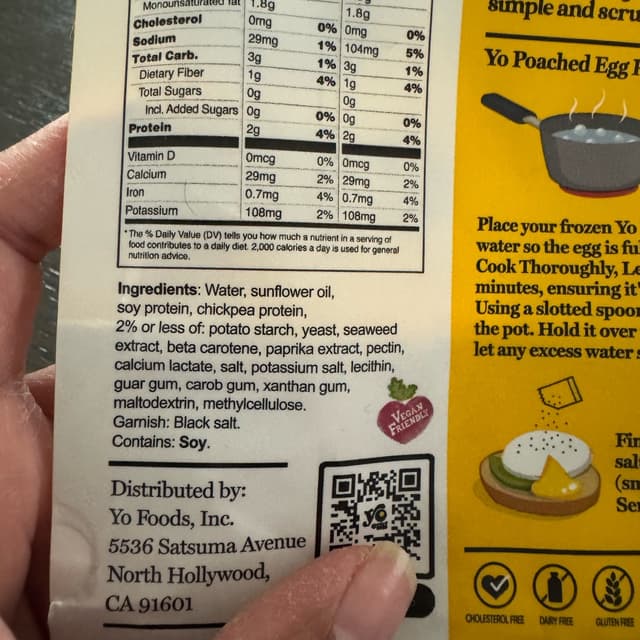 Monounsaturated fat 1.8g 1.8g
Cholesterol 0mg 0% 0mg 0%
Sodium 29mg 1% 104mg 5%
Total Carb. 3g 1% 3g 1%
Dietary Fiber 1g 4% 1g 4%
Total Sugars 0g 0g
Incl. Added Sugars 0g 0% 0g 0%
Protein 2g 4% 2g 4%
Vitamin D 0mcg 0% 0mcg 0%
Calcium 29mg 2% 29mg 2%
Iron 0.7mg 4% 0.7mg 4%
Potassium 108mg 2% 108mg 2%
*The % Daily Value (DV) tells you how much a nutrient in a serving of
food contributes to a daily diet. 2,000 calories a day is used for general
nutrition advice.
Ingredients: Water, sunflower oil,
soy protein, chickpea protein,
2% or less of: potato starch, yeast, seaweed
extract, beta carotene, paprika extract, pectin,
calcium lactate, salt, potassium salt, lecithin,
guar gum, carob gum, xanthan gum,
maltodextrin, methylcellulose.
Garnish: Black salt.
Contains: Soy.
VEGAN
FRIENDLY
Distributed by:
Yo Foods, Inc.
5536 Satsuma Avenue
North Hollywood,
CA 91601
yo
simple and
Yo Poached Egg
Place your frozen Yo
water so the egg is
Cook Thoroughly,
minutes, ensuring
Using a slotted
the pot. Hold it over
let any excess water
CHOLESTEROL FREE
DAIRY FREE
GLUTEN FREE